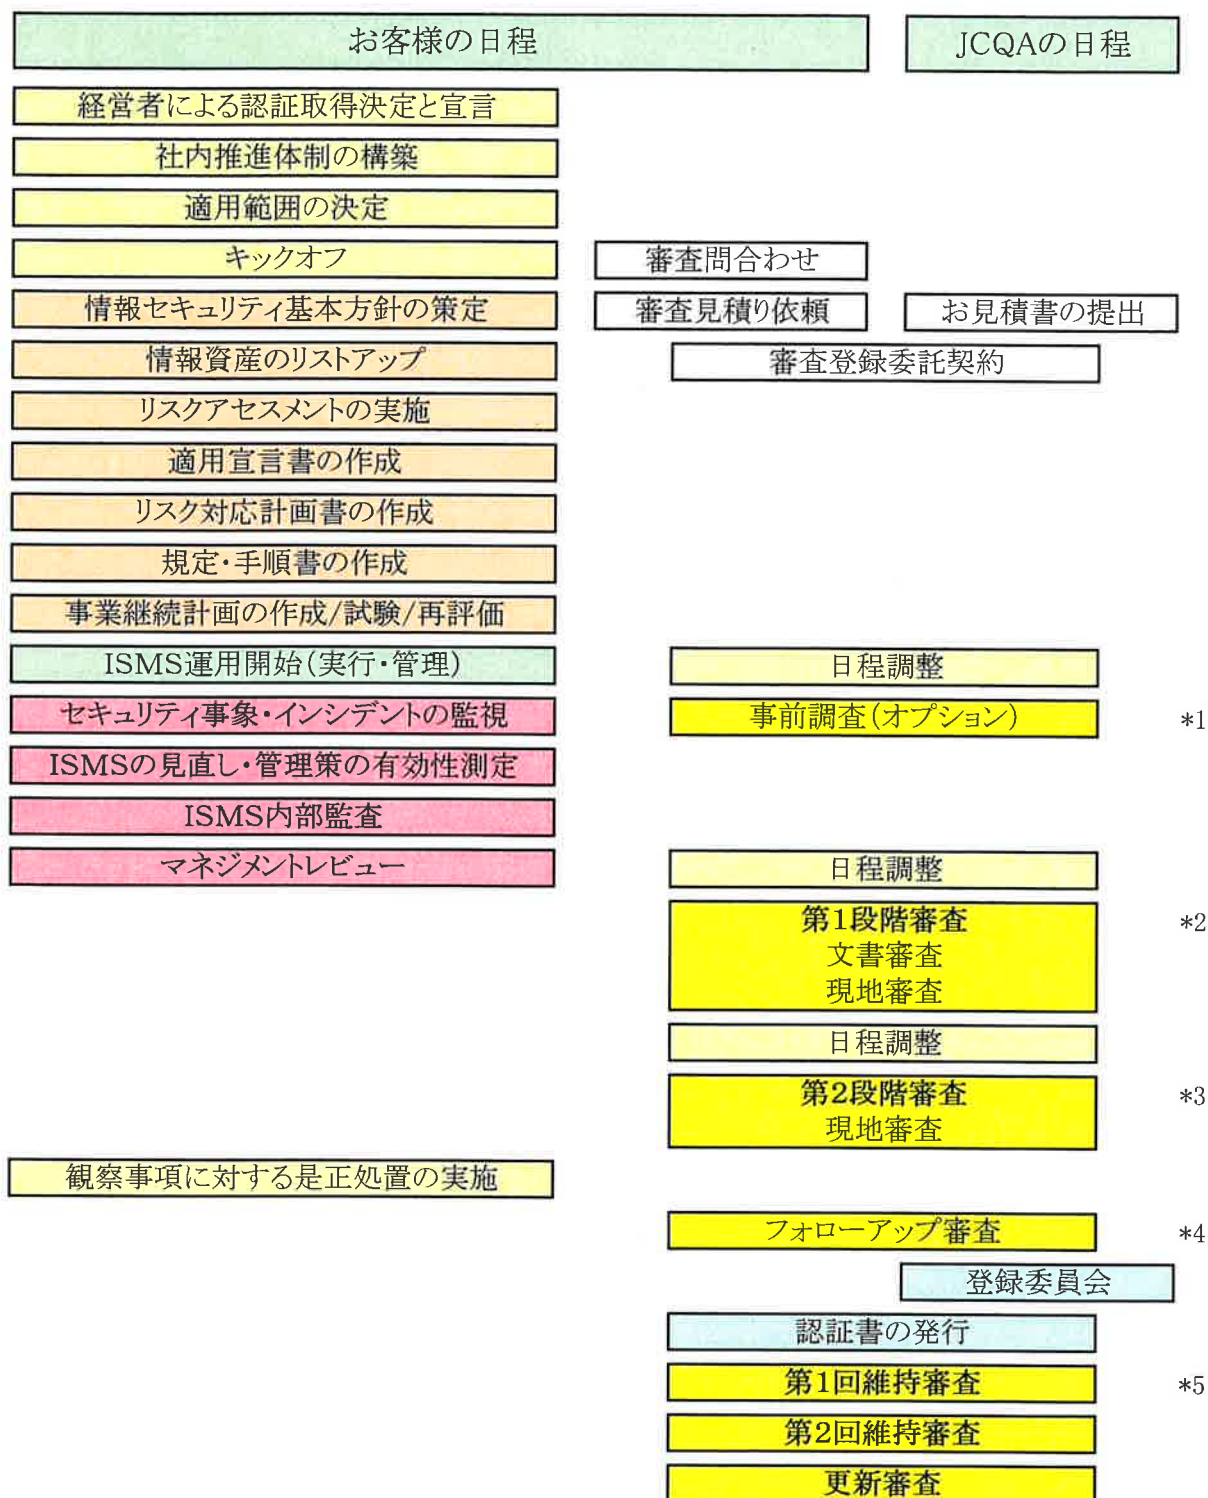 お客様の日程
JCQAの日程
経営者による認証取得決定と宣言
社内推進体制の構築
適用範囲の決定
キックオフ
審査問合わせ
情報セキュリティ基本方針の策定
審査見積り依頼
お見積書の提出
情報資産のリストアップ
審査登録委託契約
リスクアセスメントの実施
適用宣言書の作成
リスク対応計画書の作成
規定・手順書の作成
事業継続計画の作成/試験/再評価
ISMS運用開始(実行・管理)
日程調整
セキュリティ事象・インシデントの監視
事前調査(オプション)
*1
ISMSの見直し・管理策の有効性測定
ISMS内部監査
マネジメントレビュー
日程調整
第1段階審査
*2
文書審査
現地審査
日程調整
第2段階審査
*3
現地審査
観察事項に対する是正処置の実施
フォローアップ審査
*4
登録委員会
認証書の発行
第1回維持審査
*5
第2回維持審査
更新審査